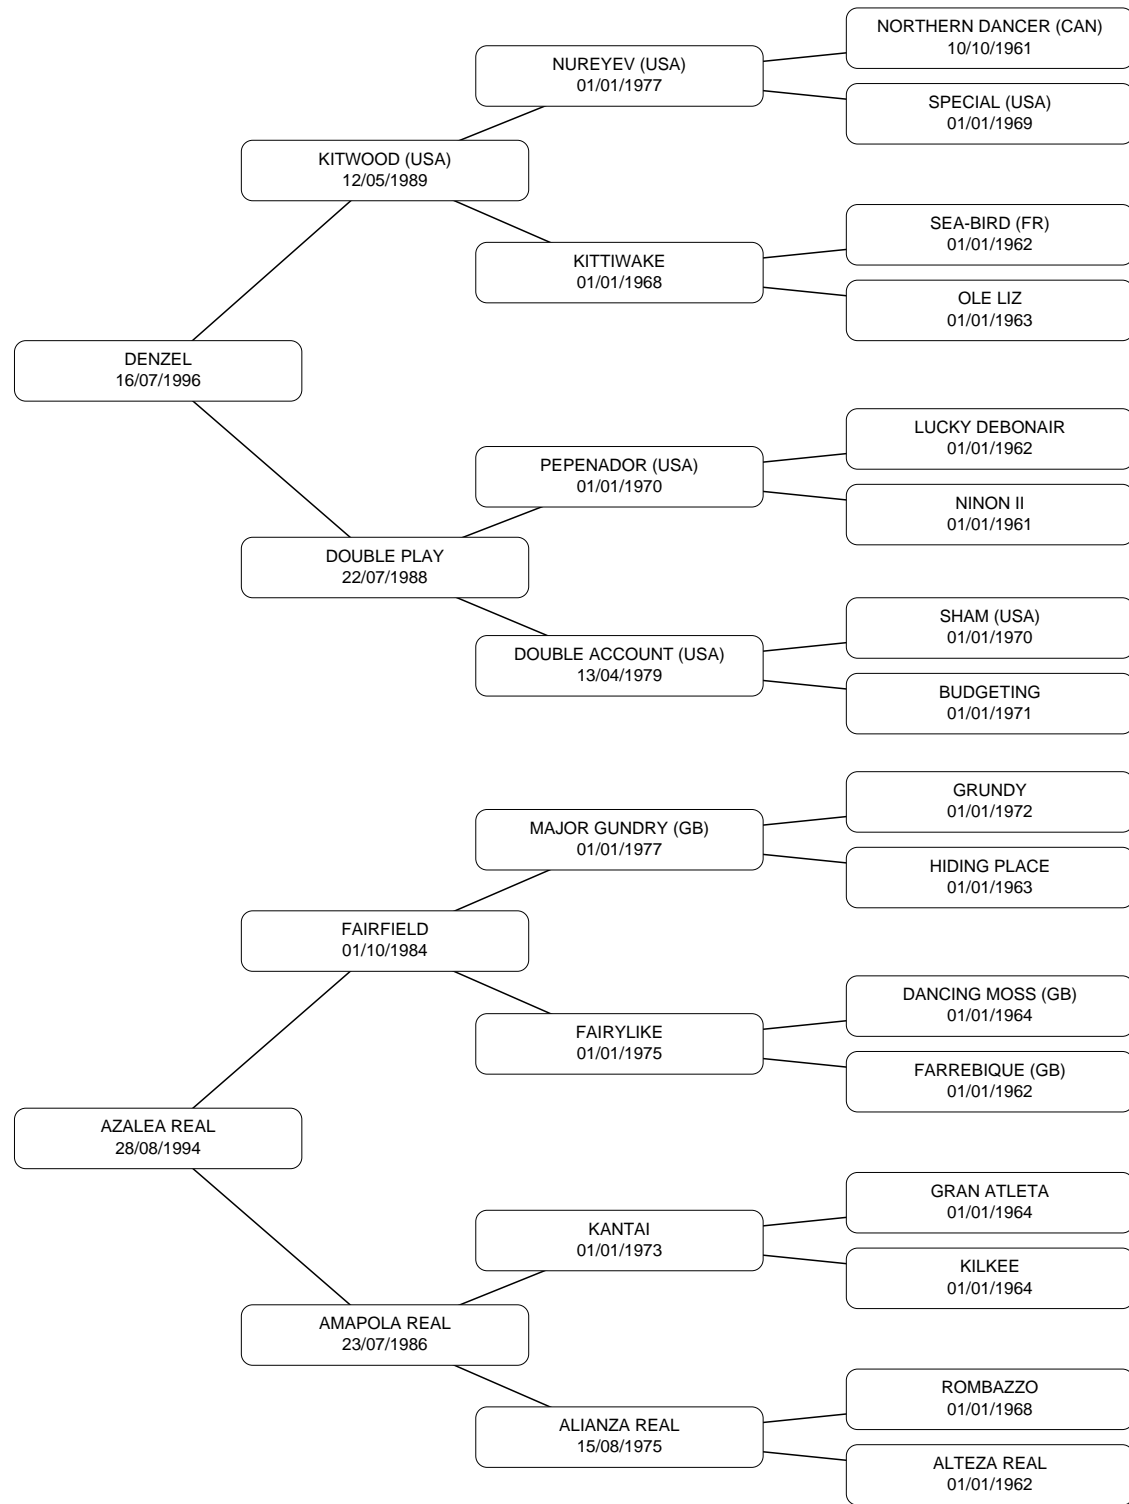 NORTHERN DANCER (CAN)
10/10/1961
NUREYEV (USA)
01/01/1977
SPECIAL (USA)
01/01/1969
KITWOOD (USA)
12/05/1989
SEA-BIRD (FR)
01/01/1962
KITTIWAKE
01/01/1968
OLE LIZ
01/01/1963
DENZEL
16/07/1996
LUCKY DEBONAIR
01/01/1962
PEPENADOR (USA)
01/01/1970
NINON II
01/01/1961
DOUBLE PLAY
22/07/1988
SHAM (USA)
01/01/1970
DOUBLE ACCOUNT (USA)
13/04/1979
BUDGETING
01/01/1971
GRUNDY
01/01/1972
MAJOR GUNDRY (GB)
01/01/1977
HIDING PLACE
01/01/1963
FAIRFIELD
01/10/1984
DANCING MOSS (GB)
01/01/1964
FAIRYLIKE
01/01/1975
FARREBIQUE (GB)
01/01/1962
AZALEA REAL
28/08/1994
GRAN ATLETA
01/01/1964
KANTAI
01/01/1973
KILKEE
01/01/1964
AMAPOLA REAL
23/07/1986
ROMBAZZO
01/01/1968
ALIANZA REAL
15/08/1975
ALTEZA REAL
01/01/1962